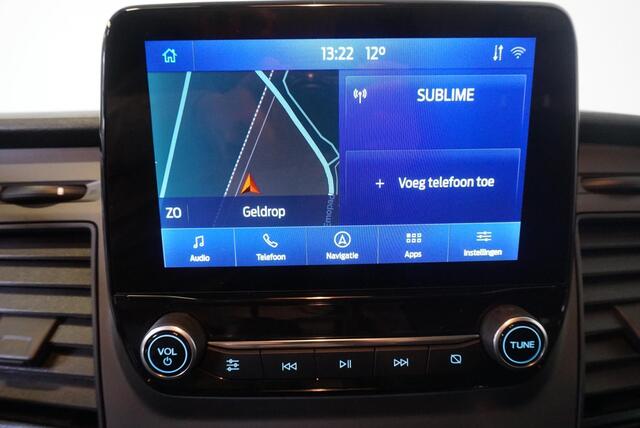 13:22 12°
SUBLIME
+ Voeg telefoon toe
ZO Geldrop
Audio Telefoon Navigatie Apps Instellingen
VOL
TUNE